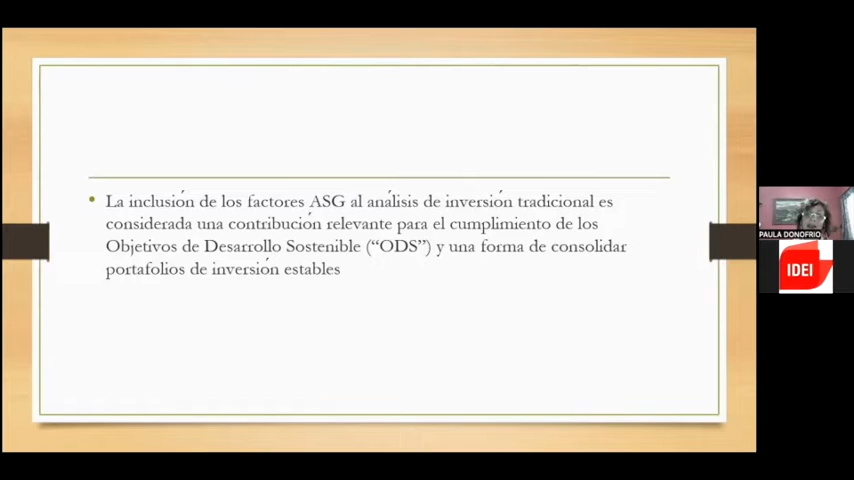 • La inclusión de los factores ASG al análisis de inversión tradicional es
considerada una contribución relevante para el cumplimiento de los
Objetivos de Desarrollo Sostenible (“ODS”) y una forma de consolidar
portafolios de inversión estables
PAULA DONOFRIO
IDEI